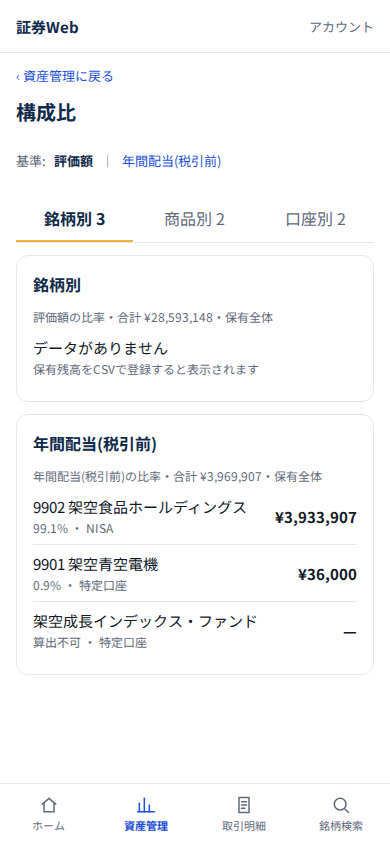 証券Web アカウント
‹ 資産管理に戻る
構成比
基準: 評価額 | 年間配当(税引前)
銘柄別 3 商品別 2 口座別 2
銘柄別
評価額の比率・合計 ¥28,593,148・保有全体
データがありません
保有残高をCSVで登録すると表示されます
年間配当(税引前)
年間配当(税引前)の比率・合計 ¥3,969,907・保有全体
9902 架空食品ホールディングス ¥3,933,907
99.1% ・ NISA
9901 架空青空電機 ¥36,000
0.9% ・ 特定口座
架空成長インデックス・ファンド —
算出不可 ・ 特定口座
ホーム 資産管理 取引明細 銘柄検索